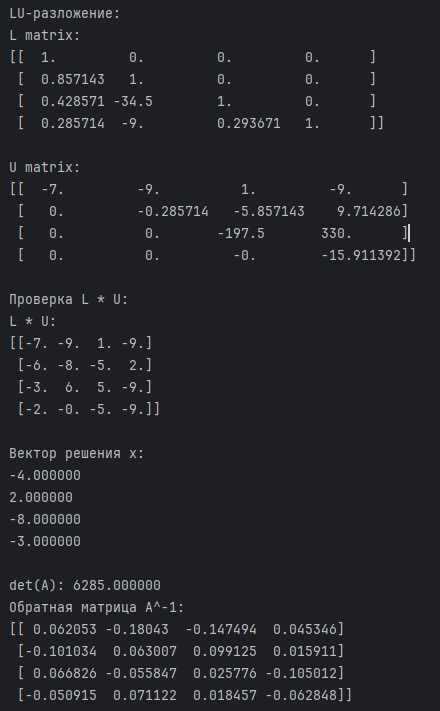 LU-разложение:
L matrix:
[[  1.         0.         0.         0.      ]
 [  0.857143   1.         0.         0.      ]
 [  0.428571 -34.5        1.         0.      ]
 [  0.285714  -9.         0.293671   1.      ]]
U matrix:
[[  -7.         -9.          1.         -9.      ]
 [   0.         -0.285714   -5.857143    9.714286]
 [   0.          0.       -197.5       330.      ]
 [   0.          0.         -0.        -15.911392]]
Проверка L * U:
L * U:
[[-7. -9.  1. -9.]
 [-6. -8. -5.  2.]
 [-3.  6.  5. -9.]
 [-2. -0. -5. -9.]]
Вектор решения x:
-4.000000
2.000000
-8.000000
-3.000000
det(A): 6285.000000
Обратная матрица A^-1:
[[ 0.062053 -0.18043  -0.147494  0.045346]
 [-0.101034  0.063007  0.099125  0.015911]
 [ 0.066826 -0.055847  0.025776 -0.105012]
 [-0.050915  0.071122  0.018457 -0.062848]]